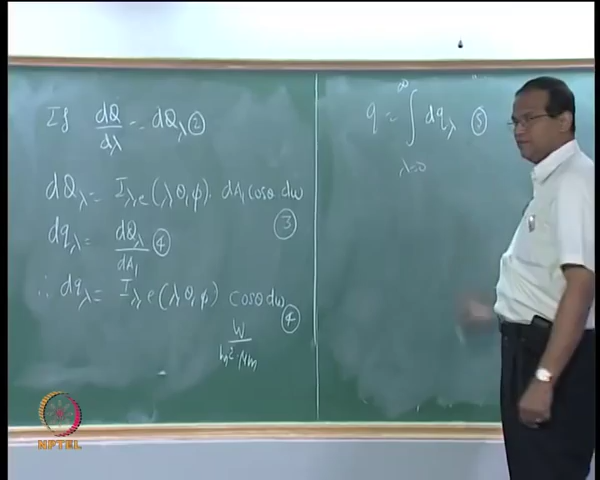 If dQ/dλ = dQλ ②
dQλ = Iλ,e(λ,θ,φ). dA₁ cosθ dω
③
dqλ = dQλ/dA₁ ④
∴ dqλ = Iλ,e(λ,θ,φ) cosθ dω
④
W/m²·μm
q = ∫_{λ=0}^{∞} dqλ ⑤
NPTEL